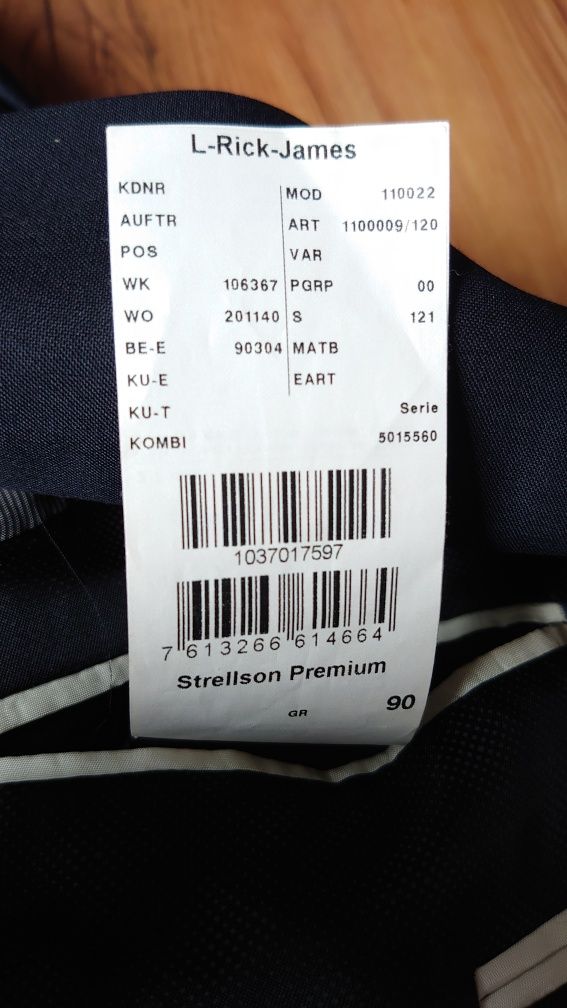 L-Rick-James
KDNR MOD 110022
AUFTR ART 1100009/120
POS VAR
WK 106367 PGRP 00
WO 201140 S 121
BE-E 90304 MATB
KU-E EART
KU-T Serie
KOMBI 5015560
1037017597
7 613266 614664
Strellson Premium
GR 90